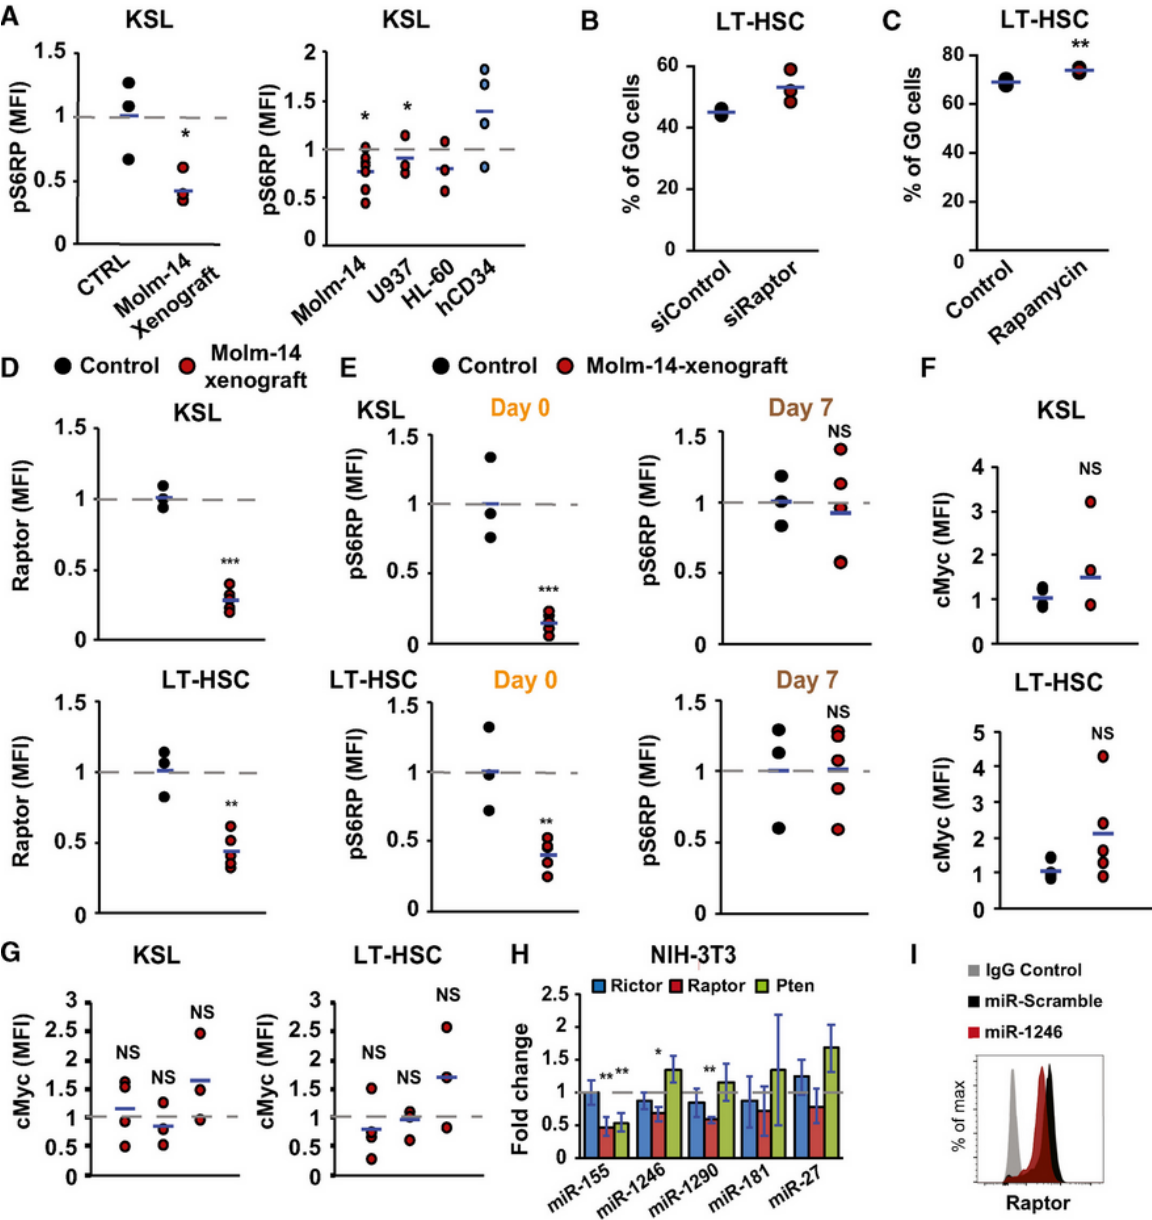 A
KSL
pS6RP (MFI)
1.5
1
0.5
0
*
CTRL
Molm-14
Xenograft
KSL
pS6RP (MFI)
2
1.5
1
0.5
0
*
*
Molm-14
U937
HL-60
hCD34
B
LT-HSC
% of G0 cells
60
40
20
0
siControl
siRaptor
C
LT-HSC
% of G0 cells
80
60
40
20
0
**
Control
Rapamycin
D
Control
Molm-14
xenograft
KSL
Raptor (MFI)
1.5
1
0.5
0
***
LT-HSC
Raptor (MFI)
1.5
1
0.5
0
**
E
Control
Molm-14-xenograft
KSL
Day 0
pS6RP (MFI)
1.5
1
0.5
0
***
Day 7
pS6RP (MFI)
1.5
1
0.5
0
NS
LT-HSC
Day 0
pS6RP (MFI)
1.5
1
0.5
0
**
Day 7
pS6RP (MFI)
1.5
1
0.5
0
NS
F
KSL
cMyc (MFI)
4
3
2
1
0
NS
LT-HSC
cMyc (MFI)
5
4
3
2
1
0
NS
G
KSL
cMyc (MFI)
3
2.5
2
1.5
1
0.5
0
NS
NS
NS
LT-HSC
cMyc (MFI)
3
2.5
2
1.5
1
0.5
0
NS
NS
NS
H
NIH-3T3
Rictor
Raptor
Pten
Fold change
2.5
2
1.5
1
0.5
0
**
**
*
**
miR-155
miR-1246
miR-1290
miR-181
miR-27
I
IgG Control
miR-Scramble
miR-1246
% of max
Raptor